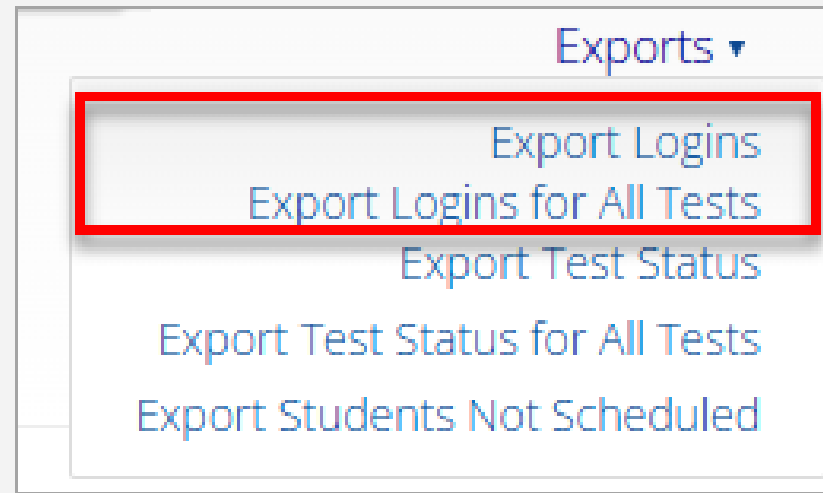 Exports ▾
Export Logins
Export Logins for All Tests
Export Test Status
Export Test Status for All Tests
Export Students Not Scheduled